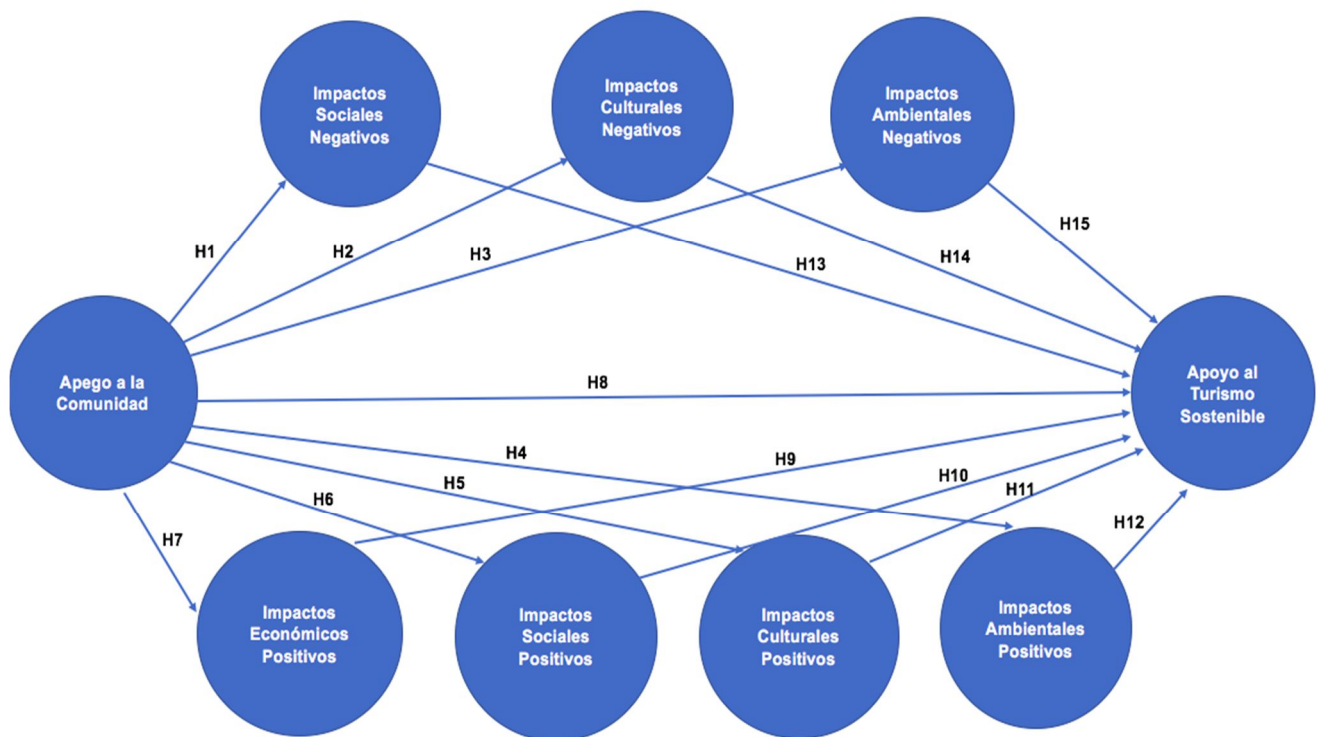 Impactos
Sociales
Negativos
Impactos
Culturales
Negativos
Impactos
Ambientales
Negativos
H1
H2
H3
H13
H14
H15
Apego a la
Comunidad
H8
Apoyo al
Turismo
Sostenible
H4
H9
H10
H5
H11
H6
H7
H12
Impactos
Económicos
Positivos
Impactos
Sociales
Positivos
Impactos
Culturales
Positivos
Impactos
Ambientales
Positivos